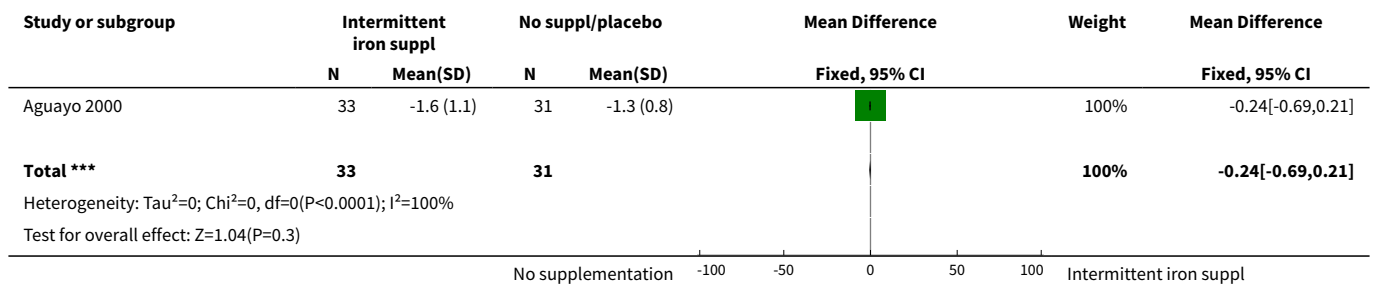 Study or subgroup Intermittent iron suppl No suppl/placebo Mean Difference Weight Mean Difference
N Mean(SD) N Mean(SD) Fixed, 95% CI Fixed, 95% CI
Aguayo 2000 33 -1.6 (1.1) 31 -1.3 (0.8) 100% -0.24[-0.69,0.21]
Total *** 33 31 100% -0.24[-0.69,0.21]
Heterogeneity: Tau²=0; Chi²=0, df=0(P<0.0001); I²=100%
Test for overall effect: Z=1.04(P=0.3)
No supplementation -100 -50 0 50 100 Intermittent iron suppl